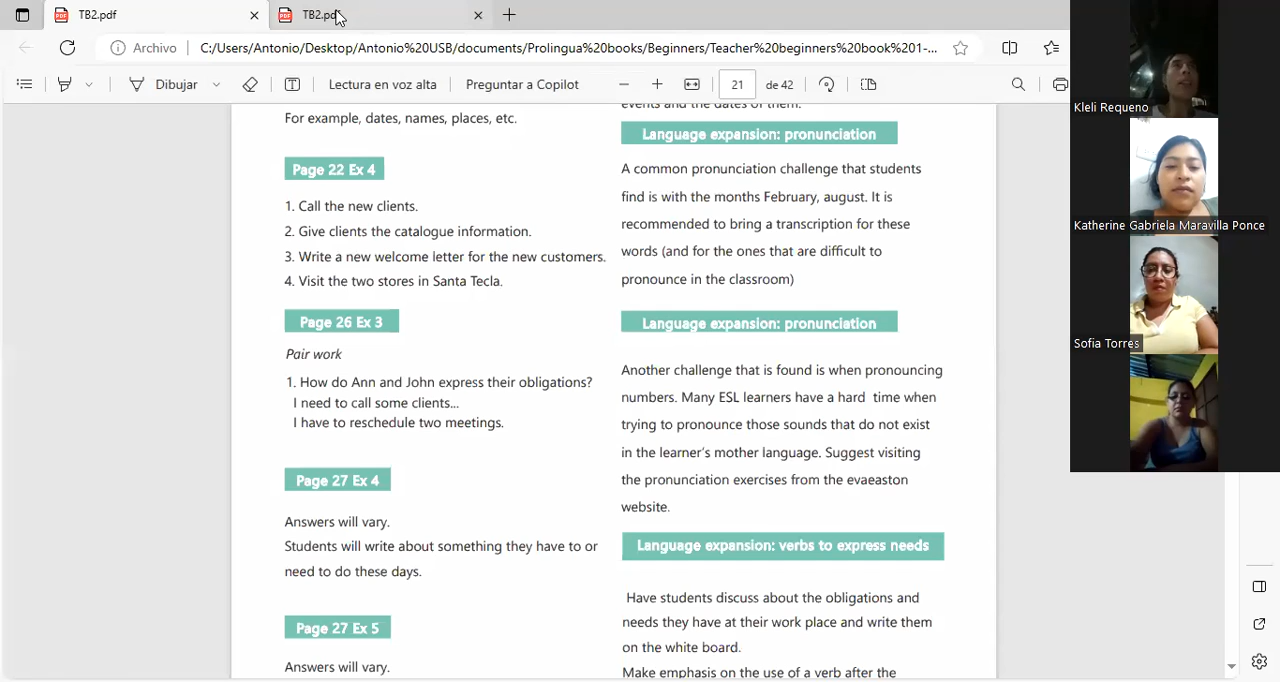 TB2.pdf
TB2.pdf
Archivo
C:/Users/Antonio/Desktop/Antonio%20USB/documents/Prolingua%20books/Beginners/Teacher%20beginners%20book%201-...
Dibujar
Lectura en voz alta
Preguntar a Copilot
21
de 42
For example, dates, names, places, etc.
Page 22 Ex 4
1. Call the new clients.
2. Give clients the catalogue information.
3. Write a new welcome letter for the new customers.
4. Visit the two stores in Santa Tecla.
Page 26 Ex 3
Pair work
1. How do Ann and John express their obligations?
I need to call some clients...
I have to reschedule two meetings.
Page 27 Ex 4
Answers will vary.
Students will write about something they have to or
need to do these days.
Page 27 Ex 5
Answers will vary.
events and the dates of them.
Language expansion: pronunciation
A common pronunciation challenge that students
find is with the months February, august. It is
recommended to bring a transcription for these
words (and for the ones that are difficult to
pronounce in the classroom)
Language expansion: pronunciation
Another challenge that is found is when pronouncing
numbers. Many ESL learners have a hard time when
trying to pronounce those sounds that do not exist
in the learner's mother language. Suggest visiting
the pronunciation exercises from the evaeaston
website.
Language expansion: verbs to express needs
Have students discuss about the obligations and
needs they have at their work place and write them
on the white board.
Make emphasis on the use of a verb after the
Kleli Requeno
Katherine Gabriela Maravilla Ponce
Sofia Torres